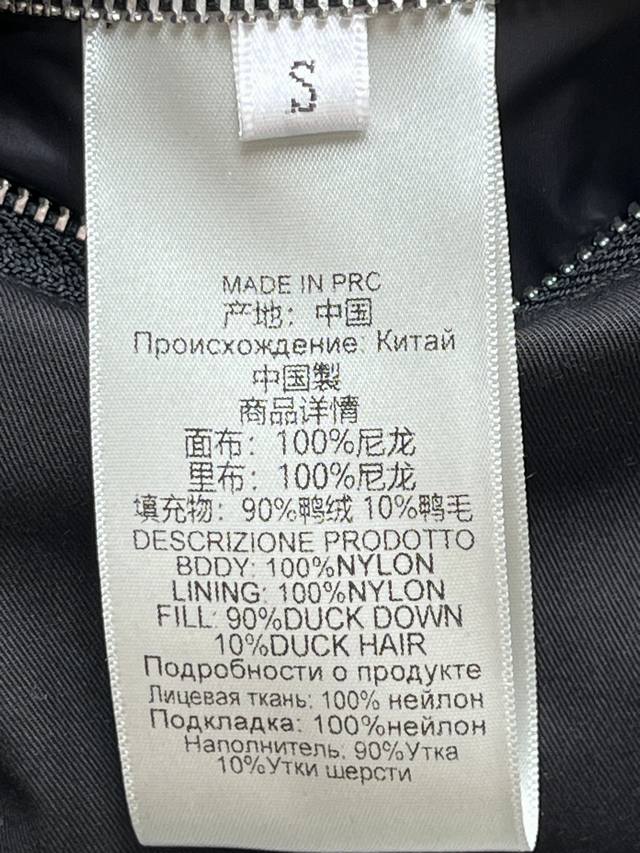 S
MADE IN PRC
产地：中国
Происхождение: Китай
中国製
商品详情
面布：100%尼龙
里布：100%尼龙
填充物：90%鸭绒 10%鸭毛
DESCRIZIONE PRODOTTO
BDDY: 100%NYLON
LINING: 100%NYLON
FILL: 90%DUCK DOWN
10%DUCK HAIR
Подробности о продукте
Лицевая ткань: 100% нейлон
Подкладка: 100%нейлон
Наполнитель: 90%Утка
10%Утки шерсти